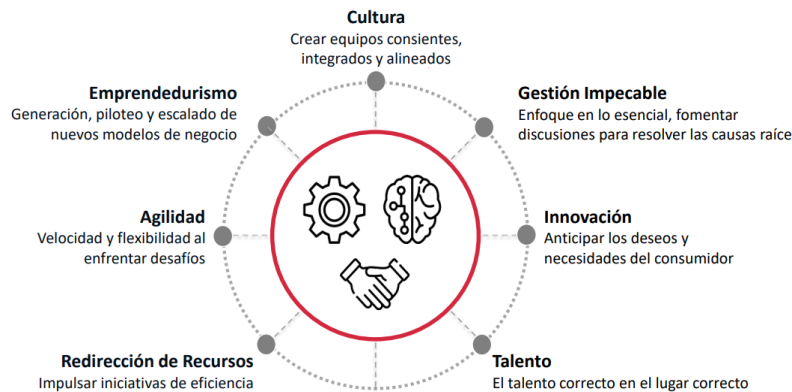 Cultura
Crear equipos consientes,
integrados y alineados
Emprendedurismo
Generación, piloteo y escalado de
nuevos modelos de negocio
Gestión Impecable
Enfoque en lo esencial, fomentar
discusiones para resolver las causas raíce
Agilidad
Velocidad y flexibilidad al
enfrentar desafíos
Innovación
Anticipar los deseos y
necesidades del consumidor
Redirección de Recursos
Impulsar iniciativas de eficiencia
Talento
El talento correcto en el lugar correcto